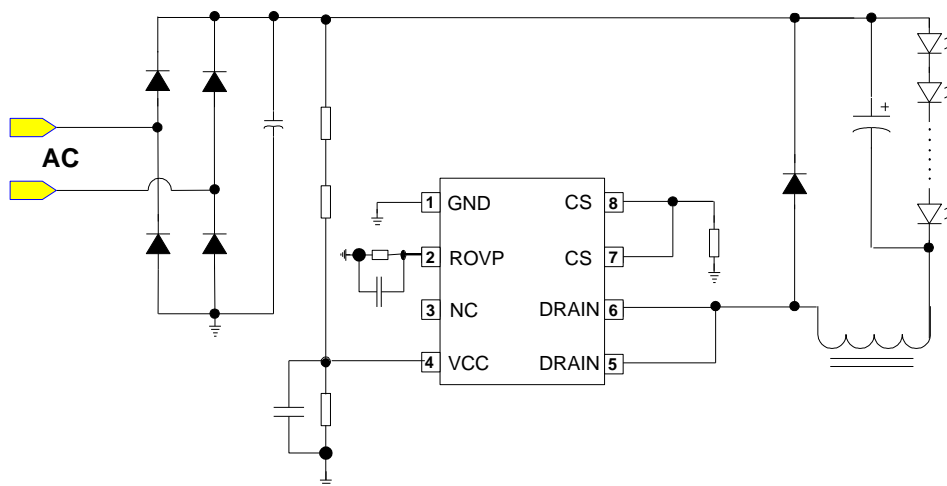 AC
1 GND
CS 8
2 ROVP
CS 7
3 NC
DRAIN 6
4 VCC
DRAIN 5
+